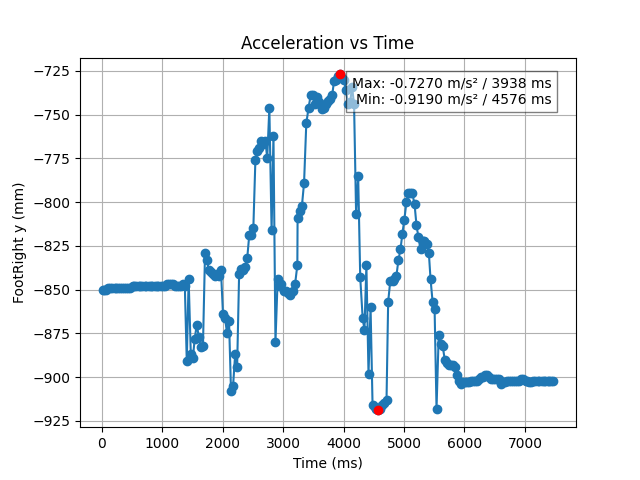 Acceleration vs Time
Max: -0.7270 m/s² / 3938 ms
Min: -0.9190 m/s² / 4576 ms
FootRight y (mm)
−725
−750
−775
−800
−825
−850
−875
−900
−925
0 1000 2000 3000 4000 5000 6000 7000
Time (ms)